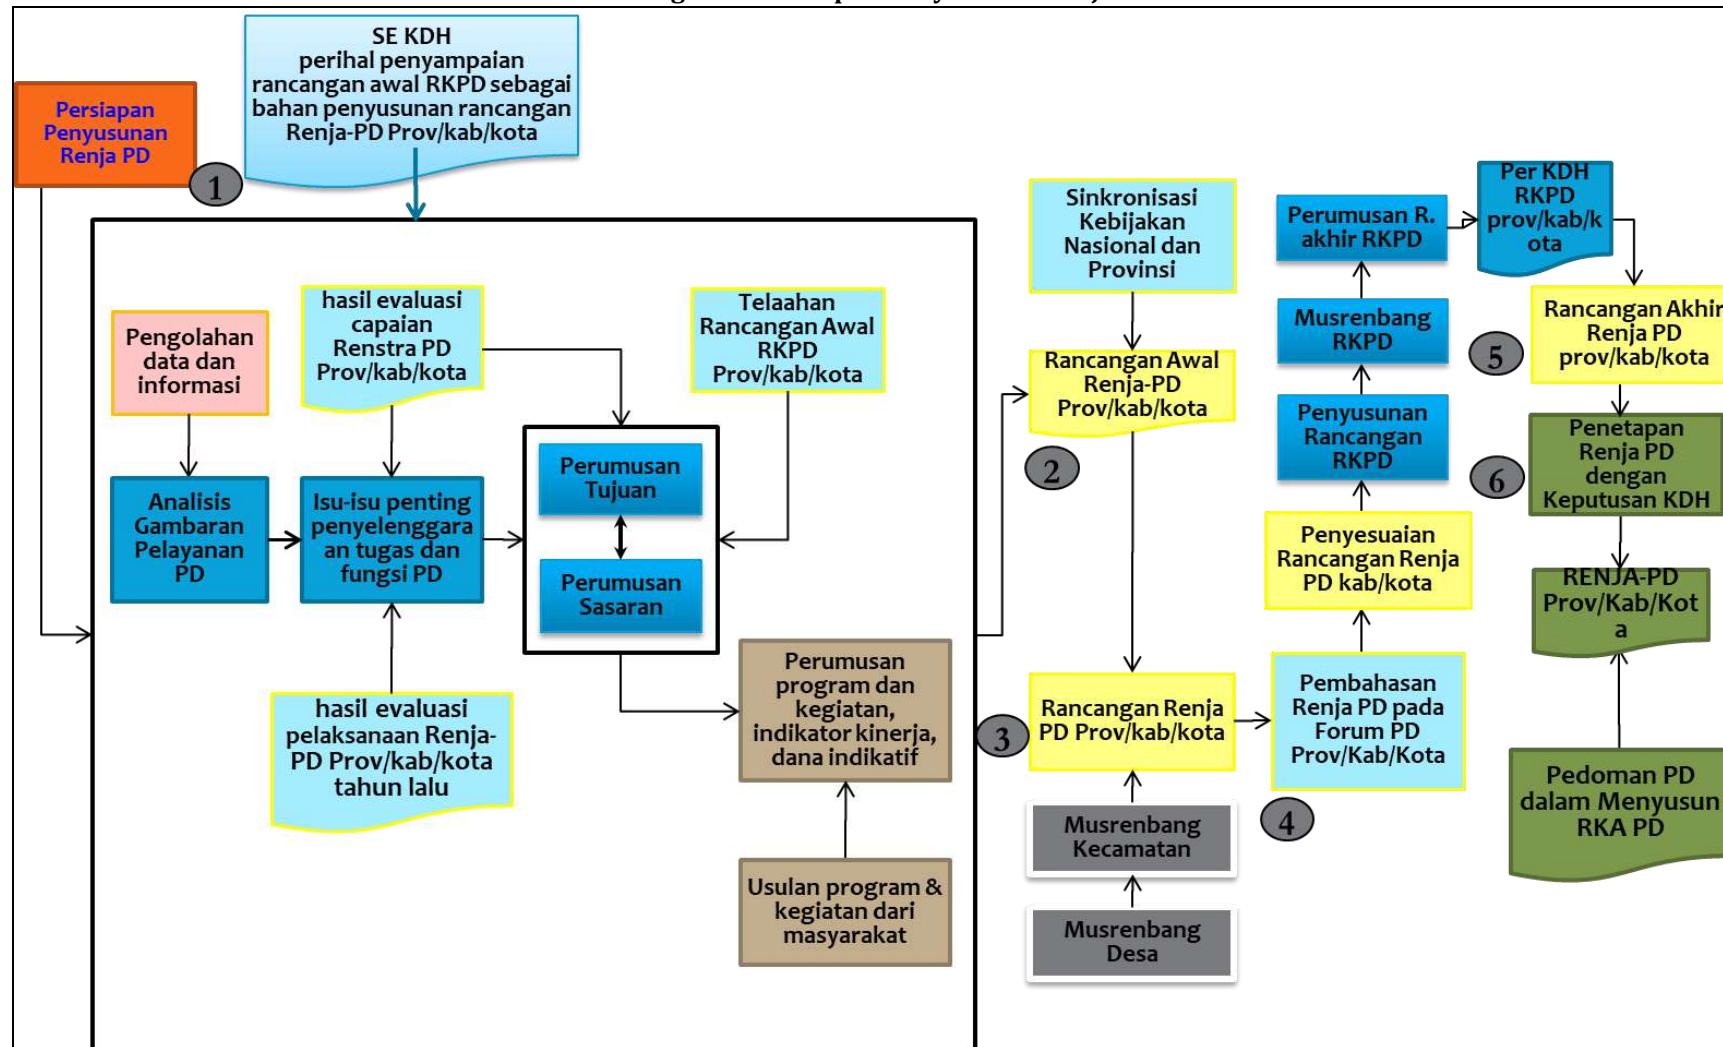 SE KDH
perihal penyampaian
rancangan awal RKPD sebagai
bahan penyusunan rancangan
Renja-PD Prov/kab/kota
Persiapan
Penyusunan
Renja PD
1
Pengolahan
data dan
informasi
hasil evaluasi
capaian
Renstra PD
Prov/kab/kota
Telaahan
Rancangan Awal
RKPD
Prov/kab/kota
Analisis
Gambaran
Pelayanan
PD
Isu-isu penting
penyelenggara
an tugas dan
fungsi PD
Perumusan
Tujuan
Perumusan
Sasaran
hasil evaluasi
pelaksanaan Renja-
PD Prov/kab/kota
tahun lalu
Perumusan
program dan
kegiatan,
indikator kinerja,
dana indikatif
Usulan program &
kegiatan dari
masyarakat
Sinkronisasi
Kebijakan
Nasional dan
Provinsi
Rancangan Awal
Renja-PD
Prov/kab/kota
2
Rancangan Renja
PD Prov/kab/kota
3
Musrenbang
Kecamatan
Musrenbang
Desa
Perumusan R.
akhir RKPD
Musrenbang
RKPD
Penyusunan
Rancangan
RKPD
Penyesuaian
Rancangan Renja
PD kab/kota
Pembahasan
Renja PD pada
Forum PD
Prov/Kab/Kota
4
Per KDH
RKPD
prov/kab/k
ota
Rancangan Akhir
Renja PD
prov/kab/kota
5
Penetapan
Renja PD
dengan
Keputusan KDH
6
RENJA-PD
Prov/Kab/Kot
a
Pedoman PD
dalam Menyusun
RKA PD